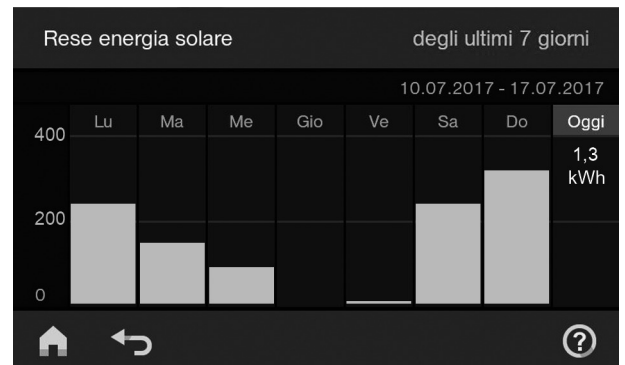 Rese energia solare degli ultimi 7 giorni
10.07.2017 - 17.07.2017
Lu Ma Me Gio Ve Sa Do Oggi
400
1,3
kWh
200
0
?